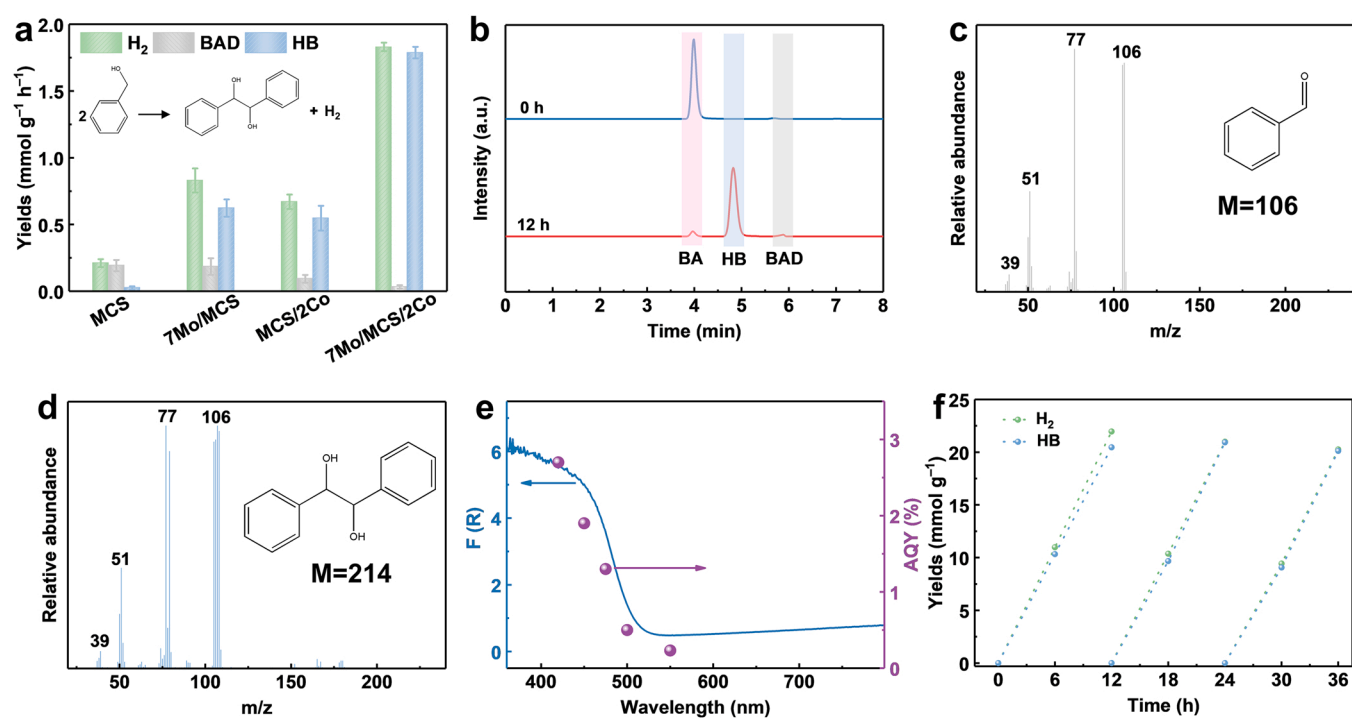 a
H₂ BAD HB
2.0
1.5
1.0
0.5
0.0
Yields (mmol g⁻¹ h⁻¹)
HO
2
OH
OH
+ H₂
MCS
7Mo/MCS
MCS/2Co
7Mo/MCS/2Co
b
Intensity (a.u.)
0 h
12 h
BA HB BAD
0 1 2 3 4 5 6 7 8
Time (min)
c
Relative abundance
77
106
51
39
O
M=106
50 100 150 200
m/z
d
Relative abundance
77
106
51
39
OH
OH
M=214
50 100 150 200
m/z
e
F (R)
6
4
2
0
AQY (%)
3
2
1
0
400 500 600 700
Wavelength (nm)
f
H₂
HB
Yields (mmol g⁻¹)
25
20
15
10
5
0
0 6 12 18 24 30 36
Time (h)